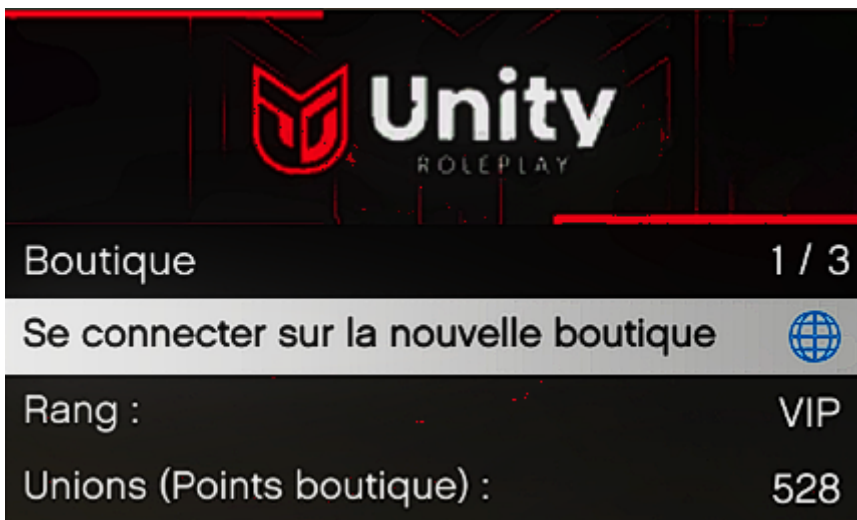 Unity
ROLEPLAY
Boutique 1 / 3
Se connecter sur la nouvelle boutique
Rang : VIP
Unions (Points boutique) : 528